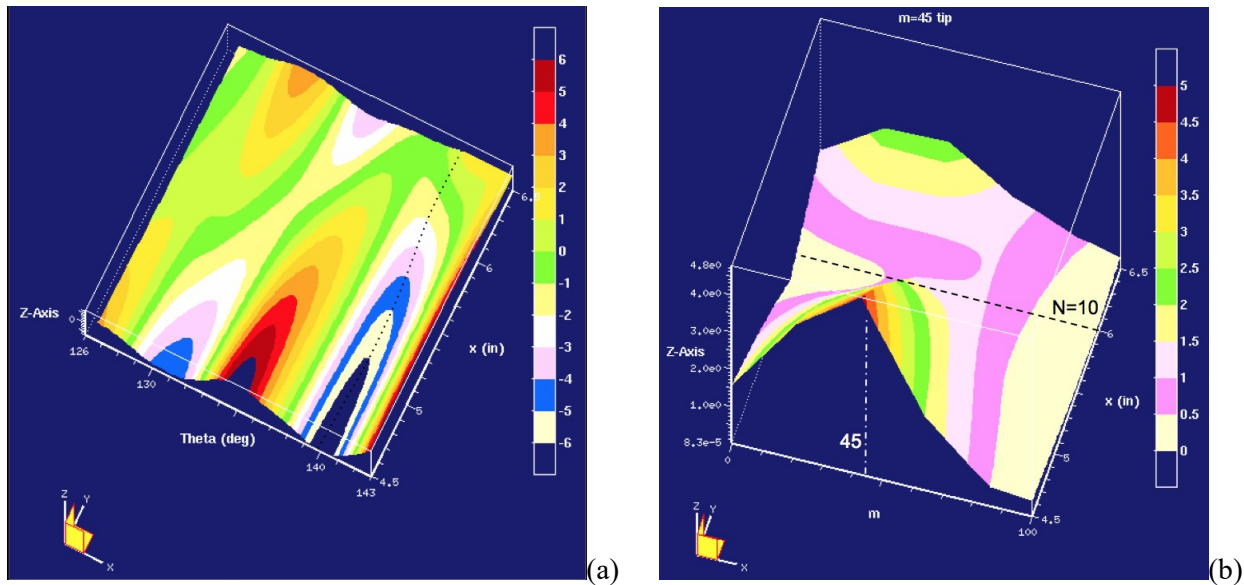 6
5
4
3
2
1
0
-1
-2
-3
-4
-5
-6
6.5
6
x (in)
5
4.5
Z-Axis
0
126
130
Theta (deg)
140
143
Z
Y
X
(a)
m=45 tip
5
4.5
4
3.5
3
2.5
2
1.5
1
0.5
0
4.8e0
4.0e0
3.0e0
Z-Axis
2.0e0
1.0e0
8.3e-5
0
45
m
100
4.5
5
x (in)
6
6.5
N=10
Z
Y
X
(b)